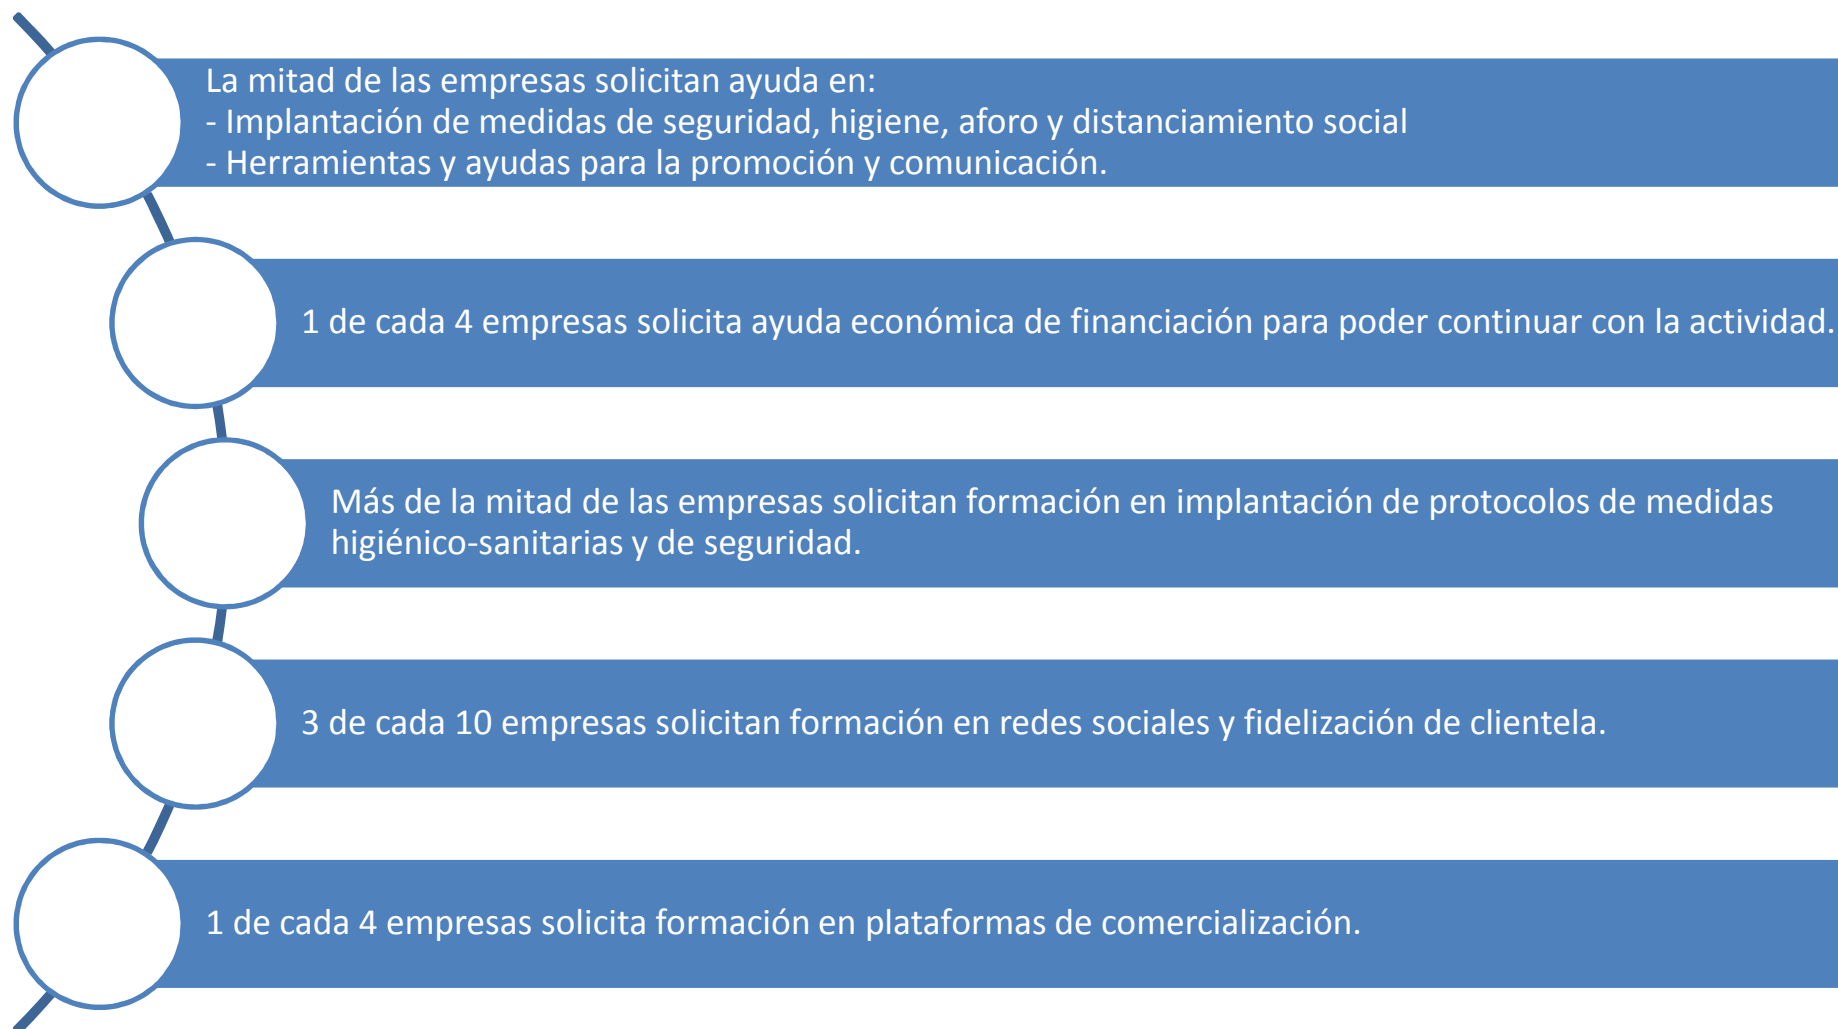 La mitad de las empresas solicitan ayuda en:
- Implantación de medidas de seguridad, higiene, aforo y distanciamiento social
- Herramientas y ayudas para la promoción y comunicación.
1 de cada 4 empresas solicita ayuda económica de financiación para poder continuar con la actividad.
Más de la mitad de las empresas solicitan formación en implantación de protocolos de medidas
higiénico-sanitarias y de seguridad.
3 de cada 10 empresas solicitan formación en redes sociales y fidelización de clientela.
1 de cada 4 empresas solicita formación en plataformas de comercialización.